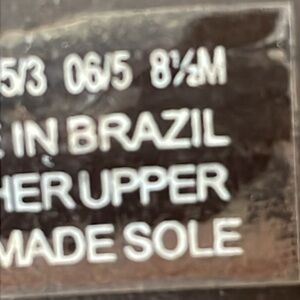 5/3 06/5 8½M
IN BRAZIL
HER UPPER
MADE SOLE